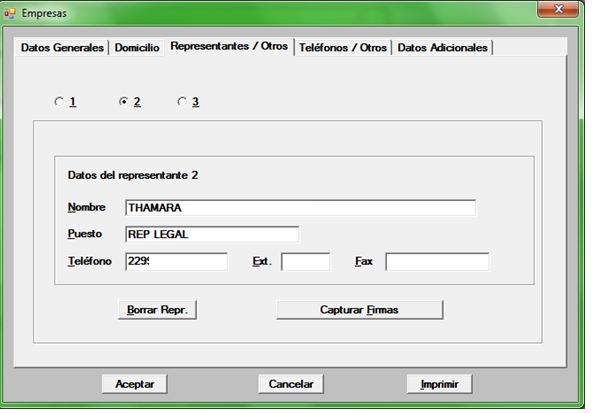 Empresas
Datos Generales Domicilio Representantes / Otros Teléfonos / Otros Datos Adicionales
1 2 3
Datos del representante 2
Nombre THAMARA
Puesto REP LEGAL
Teléfono 229 Ext. Fax
Borrar Repr. Capturar Firmas
Aceptar Cancelar Imprimir